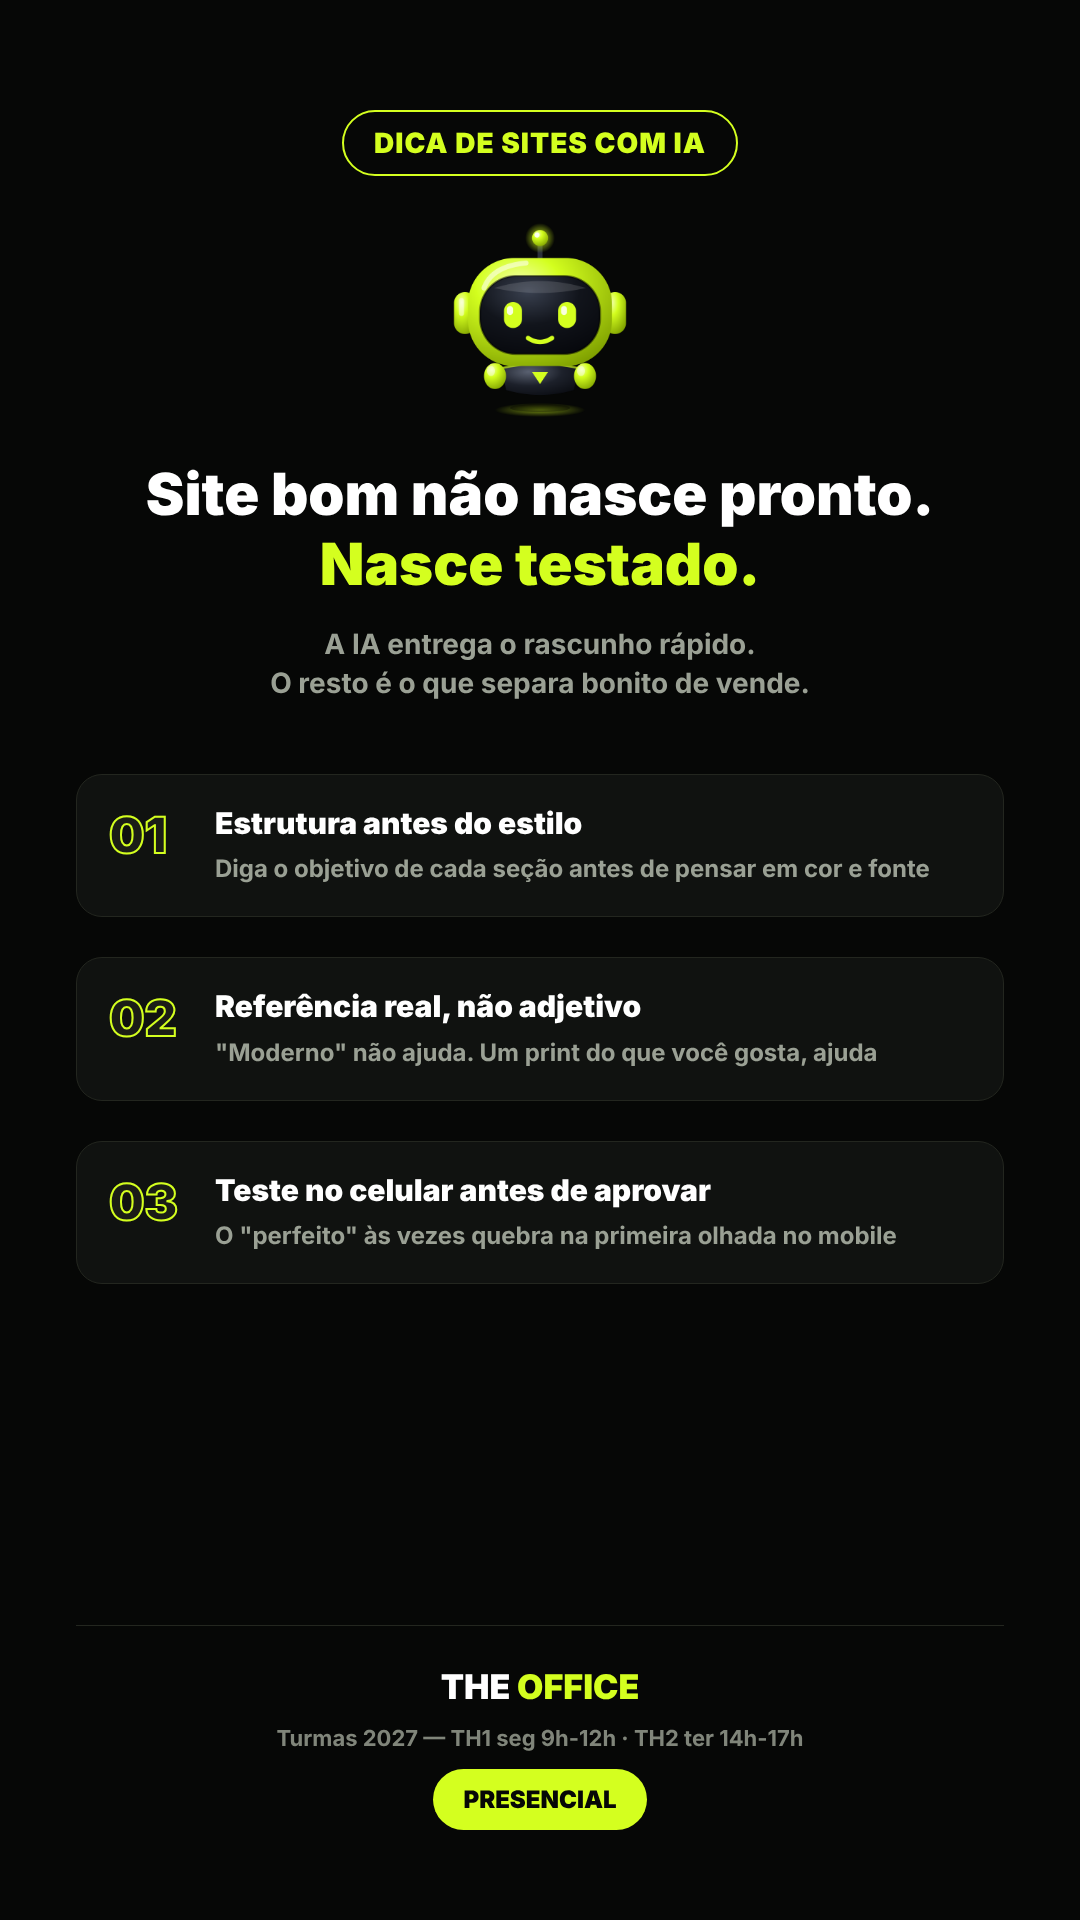 DICA DE SITES COM IA
Site bom não nasce pronto.
Nasce testado.
A IA entrega o rascunho rápido.
O resto é o que separa bonito de vende.
01
Estrutura antes do estilo
Diga o objetivo de cada seção antes de pensar em cor e fonte
02
Referência real, não adjetivo
"Moderno" não ajuda. Um print do que você gosta, ajuda
03
Teste no celular antes de aprovar
O "perfeito" às vezes quebra na primeira olhada no mobile
THE OFFICE
Turmas 2027 — TH1 seg 9h-12h · TH2 ter 14h-17h
PRESENCIAL